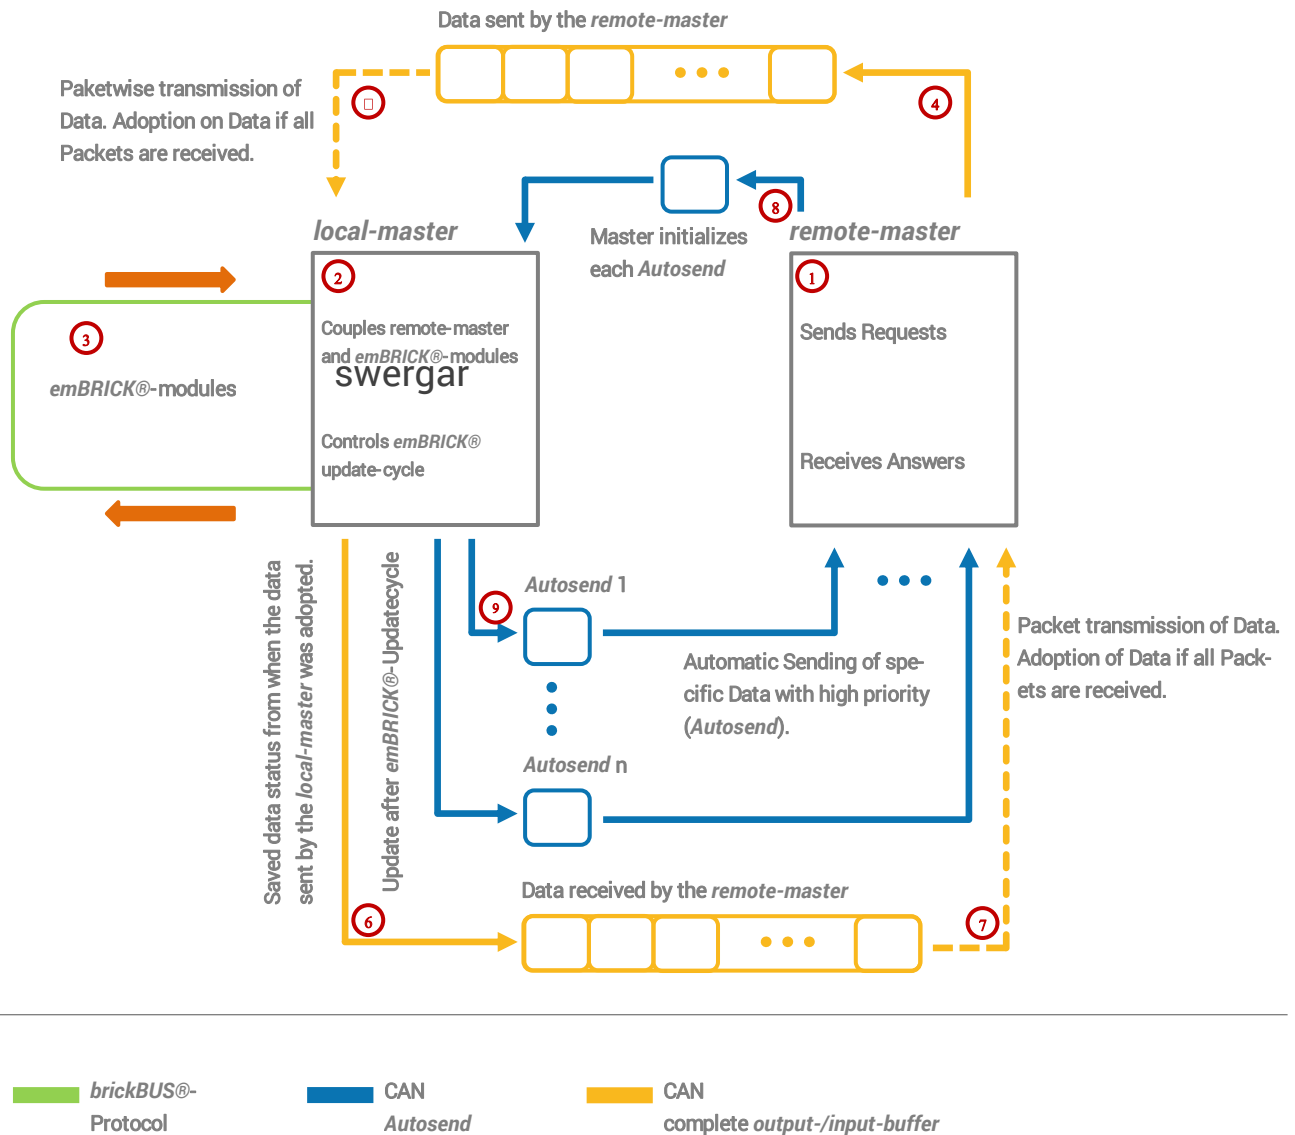 Data sent by the remote-master
Paketwise transmission of
Data. Adoption on Data if all
Packets are received.
4
8
Master initializes
each Autosend
local-master
remote-master
2
Couples remote-master
and emBRICK®-modules
swergar
Controls emBRICK®
update-cycle
1
Sends Requests
Receives Answers
3
emBRICK®-modules
Saved data status from when the data
sent by the local-master was adopted.
Update after emBRICK®-Updatecycle
9
Autosend 1
Automatic Sending of spe-
cific Data with high priority
(Autosend).
Autosend n
Packet transmission of Data.
Adoption of Data if all Pack-
ets are received.
6
Data received by the remote-master
7
brickBUS®-
Protocol
CAN
Autosend
CAN
complete output-/input-buffer